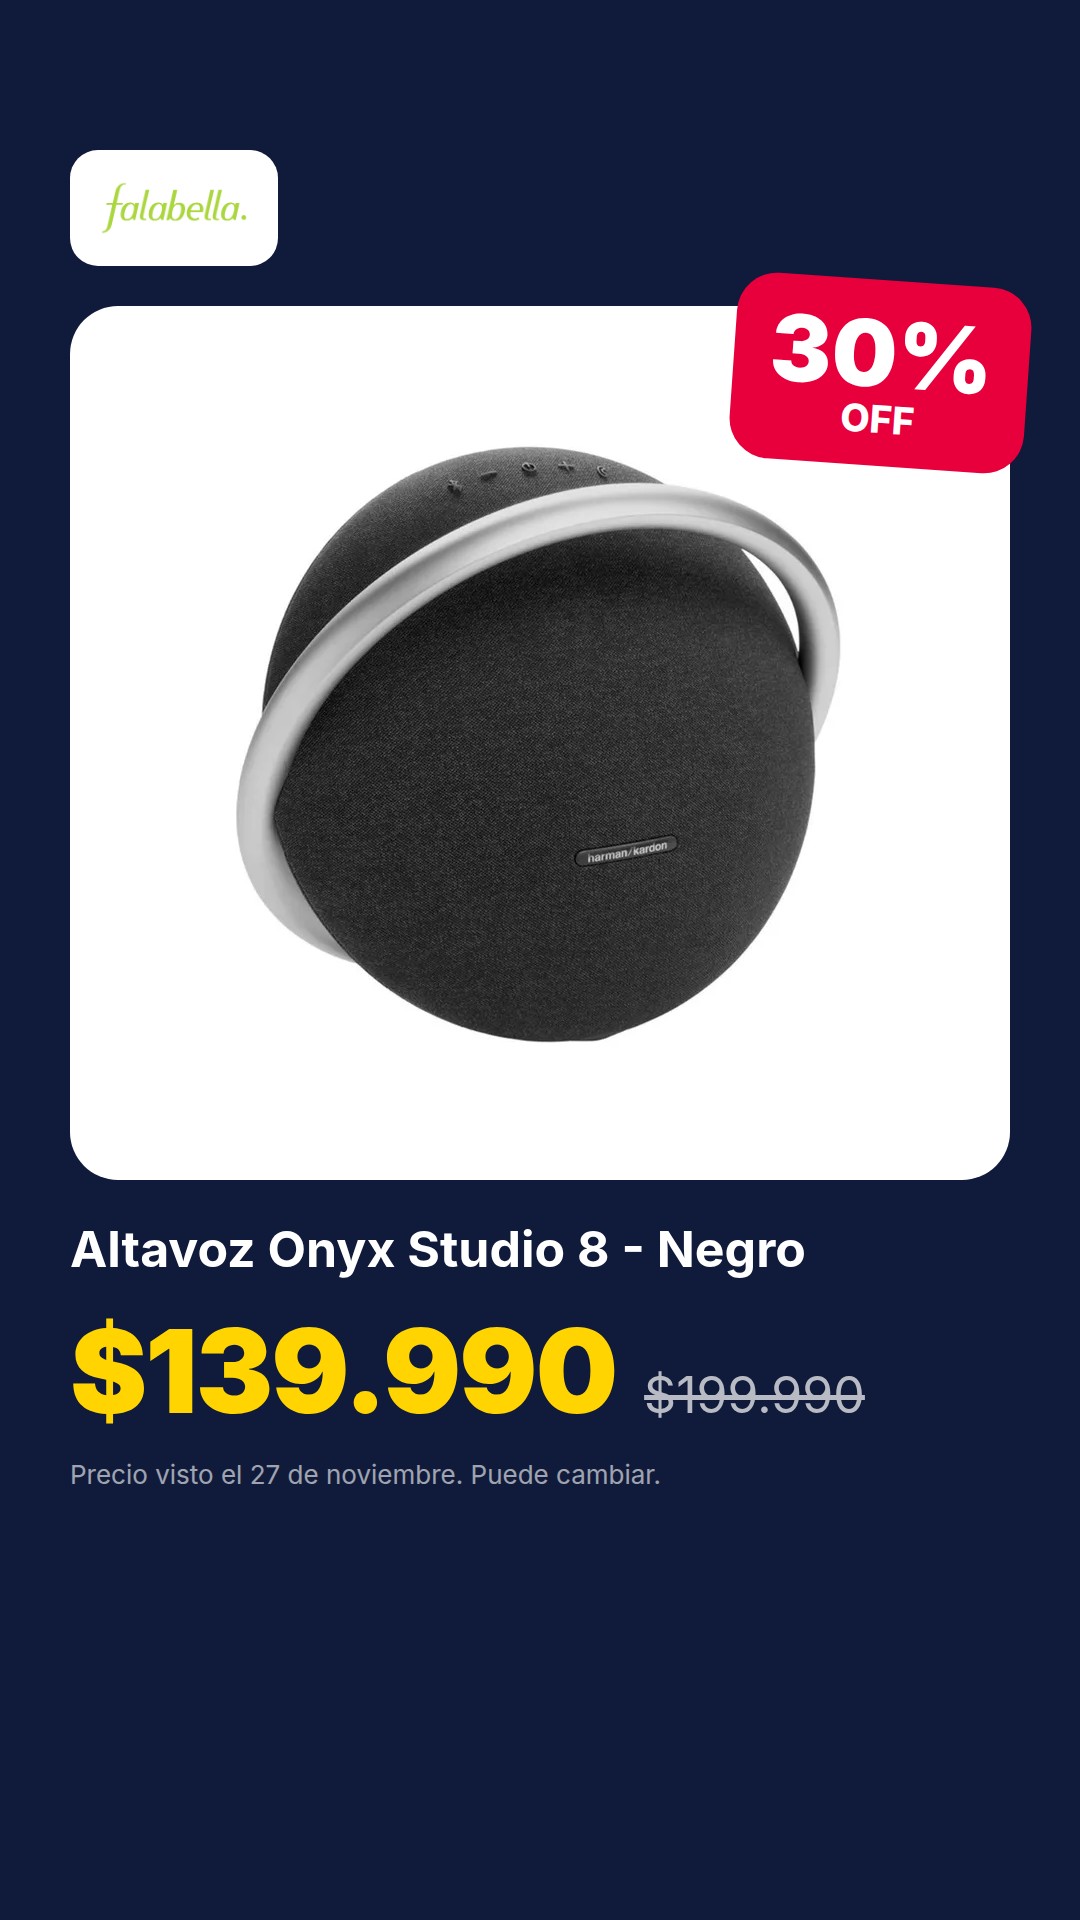 falabella.
30%
OFF
harman/kardon
Altavoz Onyx Studio 8 - Negro
$139.990 $199.990
Precio visto el 27 de noviembre. Puede cambiar.